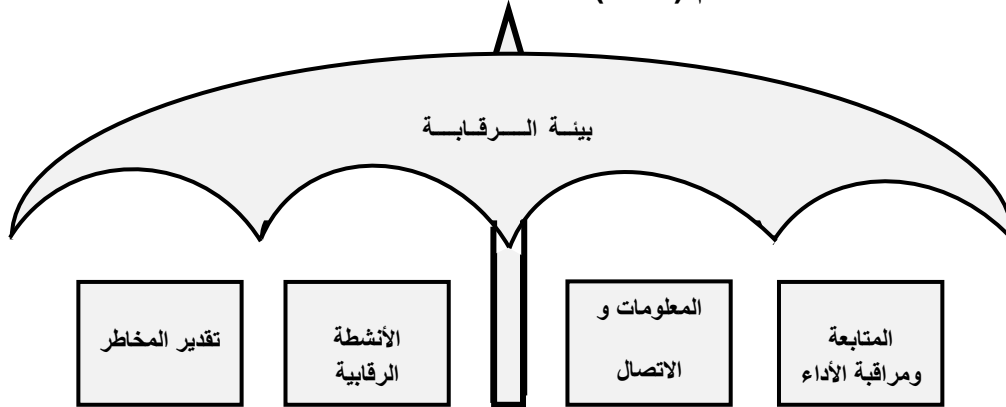 بيئة الرقابة
المعلومات و
الاتصال
المتابعة
ومراقبة الأداء
الأنشطة
الرقابية
تقدير المخاطر